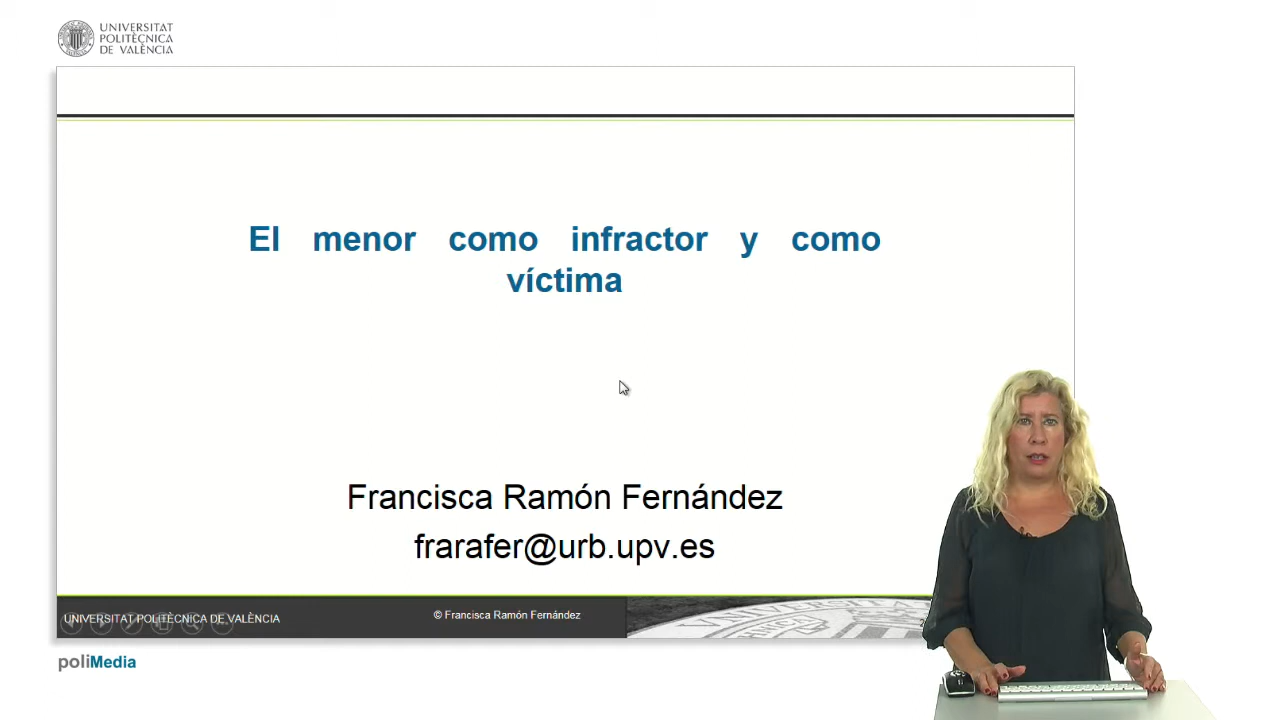 UNIVERSITAT
POLITÈCNICA
DE VALÈNCIA
El menor como infractor y como
víctima
Francisca Ramón Fernández
frarafer@urb.upv.es
UNIVERSITAT POLITÈCNICA DE VALÈNCIA
© Francisca Ramón Fernández
poliMedia